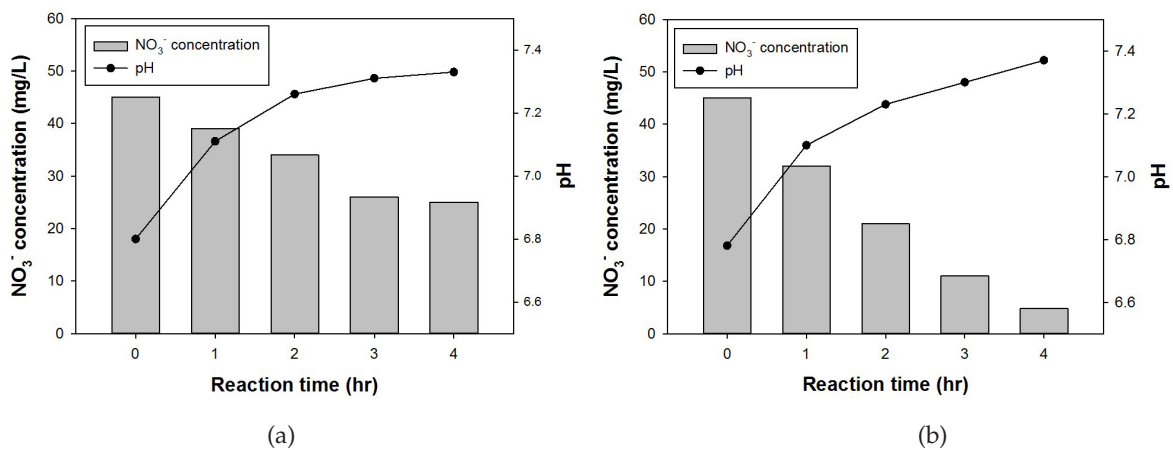 60
50
40
30
20
10
0
NO₃⁻ concentration (mg/L)
NO₃⁻ concentration
pH
7.4
7.2
7.0
6.8
6.6
pH
0 1 2 3 4
Reaction time (hr)
(a)
60
50
40
30
20
10
0
NO₃⁻ concentration (mg/L)
NO₃⁻ concentration
pH
7.4
7.2
7.0
6.8
6.6
pH
0 1 2 3 4
Reaction time (hr)
(b)